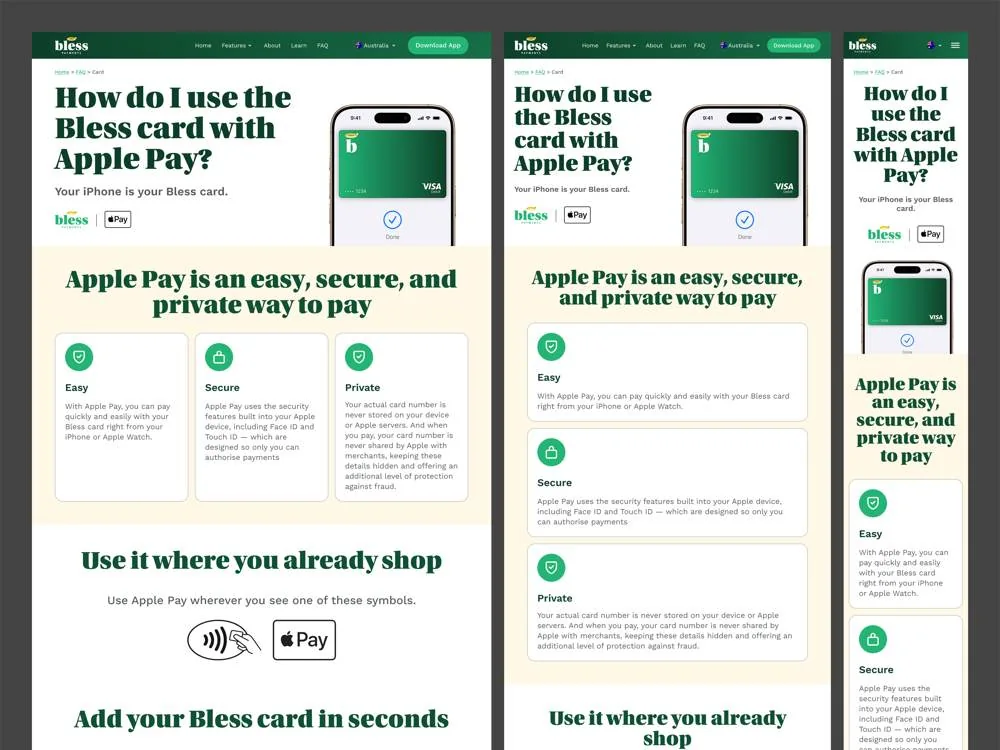 bless
PAYMENTS
Home Features About Learn FAQ Australia Download App
Home > FAQ > Card
How do I use the
Bless card with
Apple Pay?
Your iPhone is your Bless card.
bless
PAYMENTS
Pay
9:41
b
•••• 1234
VISA
Done
Apple Pay is an easy, secure, and
private way to pay
Easy
With Apple Pay, you can pay
quickly and easily with your
Bless card right from your
iPhone or Apple Watch.
Secure
Apple Pay uses the security
features built into your Apple
device, including Face ID and
Touch ID — which are
designed so only you can
authorise payments
Private
Your actual card number is
never stored on your device
or Apple servers. And when
you pay, your card number is
never shared by Apple with
merchants, keeping these
details hidden and offering an
additional level of protection
against fraud.
Use it where you already shop
Use Apple Pay wherever you see one of these symbols.
Pay
Add your Bless card in seconds
bless
PAYMENTS
Home Features About Learn FAQ Australia Download App
Home > FAQ > Card
How do I use
the Bless
card with
Apple Pay?
Your iPhone is your Bless card.
bless
PAYMENTS
Pay
9:41
b
•••• 1234
VISA
Done
Apple Pay is an easy, secure,
and private way to pay
Easy
With Apple Pay, you can pay quickly and easily with your Bless card
right from your iPhone or Apple Watch.
Secure
Apple Pay uses the security features built into your Apple device,
including Face ID and Touch ID — which are designed so only you
can authorise payments
Private
Your actual card number is never stored on your device or Apple
servers. And when you pay, your card number is never shared by
Apple with merchants, keeping these details hidden and offering an
additional level of protection against fraud.
Use it where you already
shop
bless
PAYMENTS
Home > FAQ > Card
How do I
use the
Bless card
with Apple
Pay?
Your iPhone is your Bless
card.
bless
PAYMENTS
Pay
9:41
b
VISA
Apple Pay is
an easy,
secure, and
private way
to pay
Easy
With Apple Pay, you can
pay quickly and easily
with your Bless card
right from your iPhone
or Apple Watch.
Secure
Apple Pay uses the
security features built
into your Apple device,
including Face ID and
Touch ID — which are
designed so only you
can authorise payments